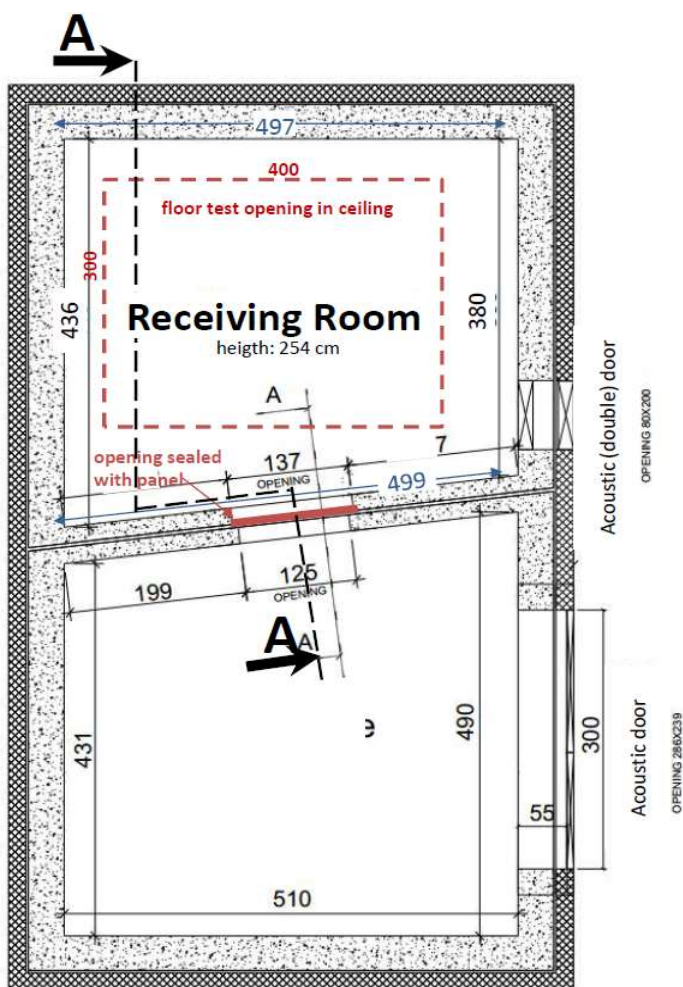 A
497
400
floor test opening in ceiling
300
436
380
Receiving Room
heigth: 254 cm
A
Acoustic (double) door
OPENING 80X200
opening sealed
with panel
137
OPENING
7
499
199
125
OPENING
A
A
e
431
490
300
Acoustic door
OPENING 286X239
55
510